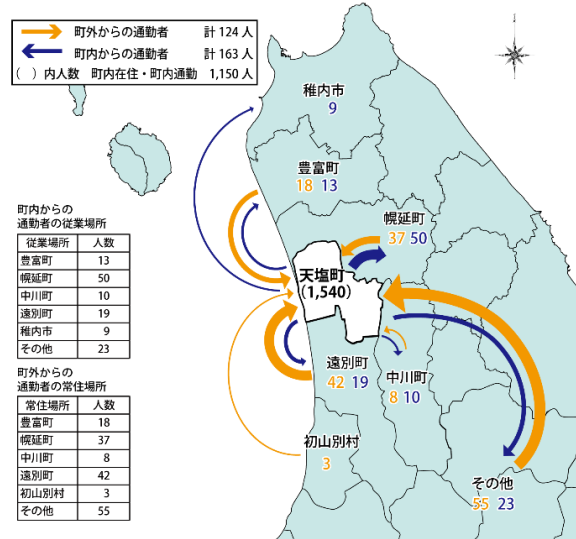 町外からの通勤者 計 124 人
町内からの通勤者 計 163 人
( ) 内人数 町内在住・町内通勤 1,150 人
稚内市
9
豊富町
18 13
幌延町
37 50
天塩町
(1,540)
遠別町
42 19
中川町
8 10
初山別村
3
その他
55 23
町内からの
通勤者の従業場所
従業場所 人数
豊富町 13
幌延町 50
中川町 10
遠別町 19
稚内市 9
その他 23
町外からの
通勤者の常住場所
常住場所 人数
豊富町 18
幌延町 37
中川町 8
遠別町 42
初山別村 3
その他 55